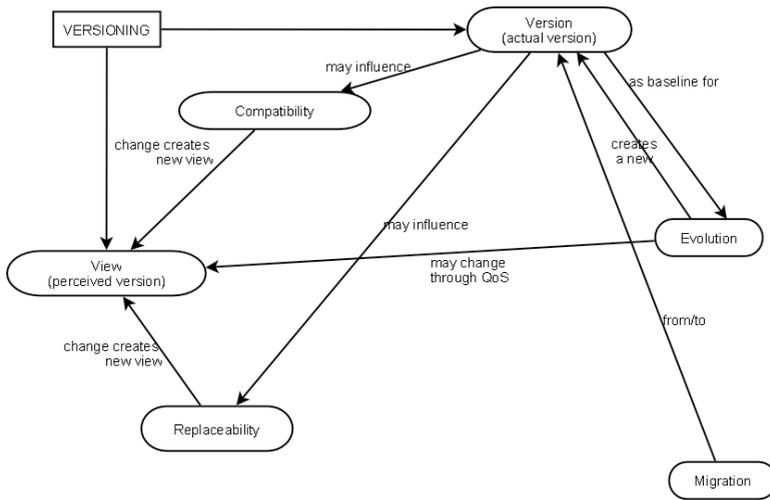 VERSIONING
Version
(actual version)
may influence
as baseline for
Compatibility
change creates
new view
creates
a new
may influence
Evolution
View
(perceived version)
may change
through QoS
from/to
change creates
new view
Replaceability
Migration